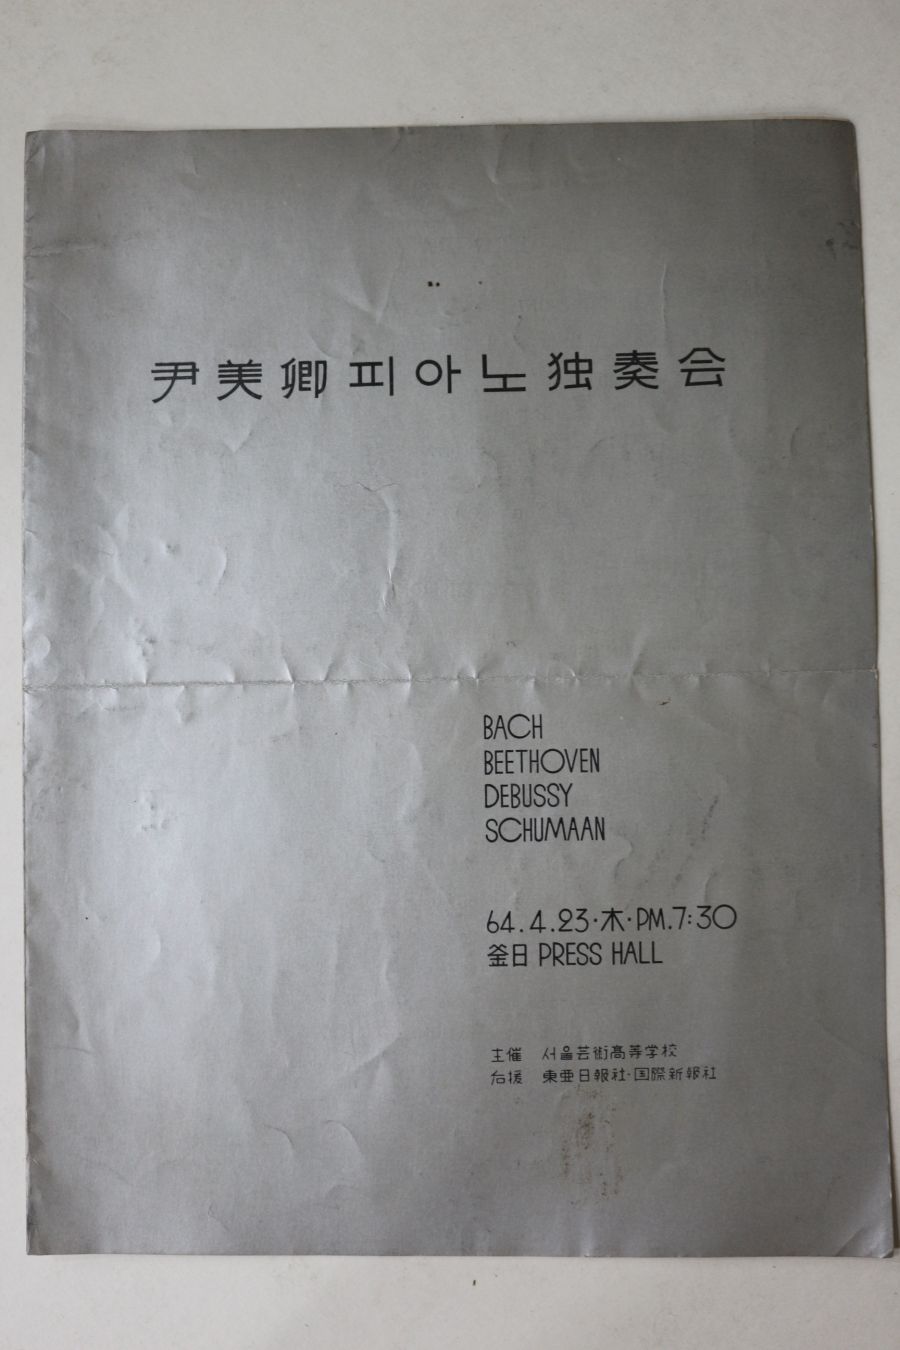 尹美卿피아노独奏会
BACH
BEETHOVEN
DEBUSSY
SCHUMAAN
64.4.23·木·PM.7:30
釜日 PRESS HALL
主催 서울芸術高等学校
后援 東亜日報社·国際新報社